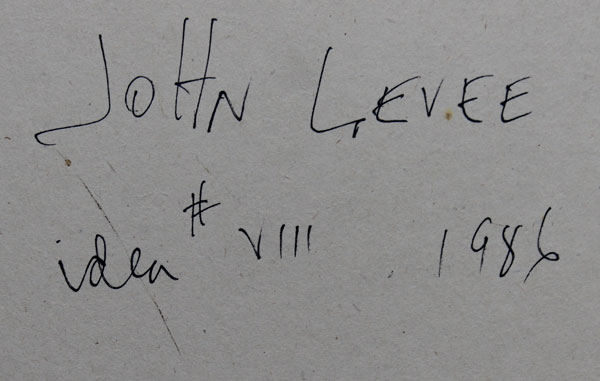 JOHN LEVEE
idea # VIII 1986